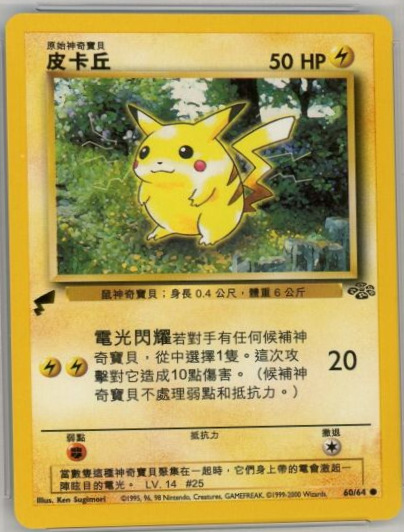 原始神奇寶貝
皮卡丘 50 HP
鼠神奇寶貝；身長 0.4 公尺，體重 6 公斤
電光閃耀若對手有任何候補神
奇寶貝，從中選擇1隻。這次攻
擊對它造成10點傷害。（候補神
奇寶貝不處理弱點和抵抗力。）
20
弱點 抵抗力 撤退
當數隻這種神奇寶貝聚集在一起時，它們身上帶的電會激起一
陣眩目的電光。 LV. 14 #25
Illus. Ken Sugimori ©1995, 96, 98 Nintendo, Creatures, GAMEFREAK. ©1999-2000 Wizards. 60/64